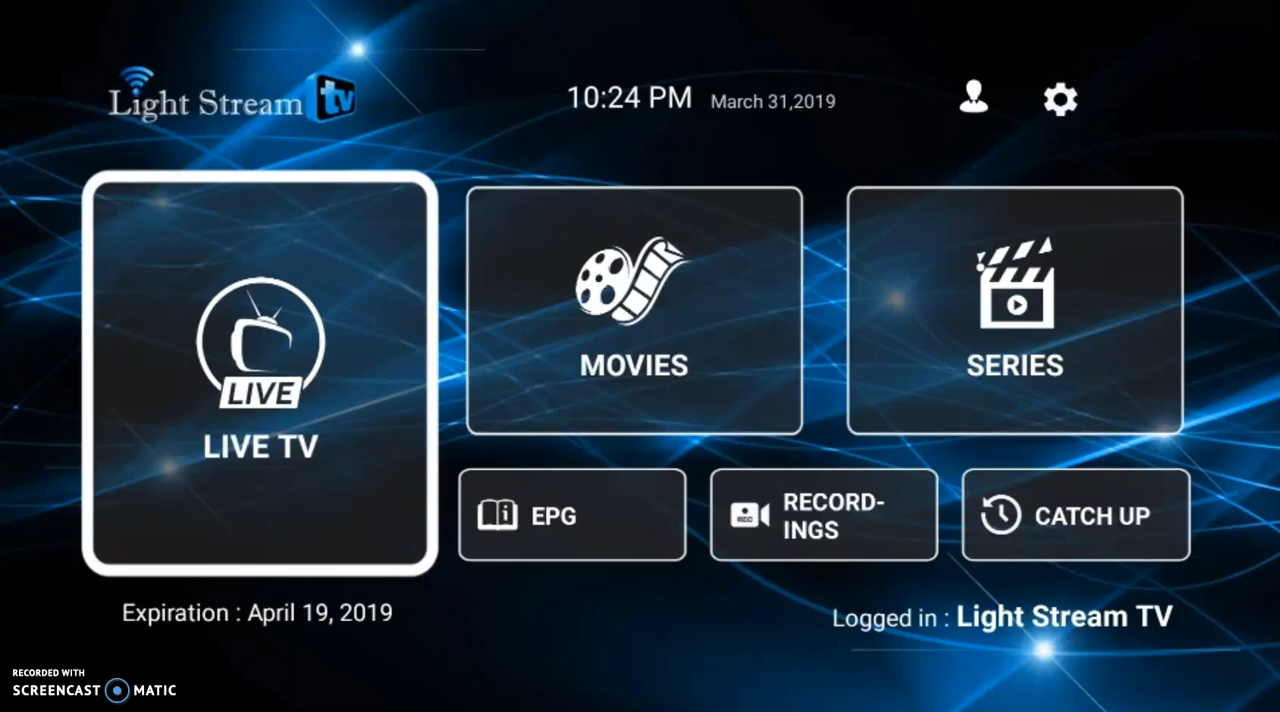 Light Stream tv
10:24 PM March 31,2019
LIVE
LIVE TV
MOVIES
SERIES
EPG
REC
RECORD-
INGS
CATCH UP
Expiration : April 19, 2019
Logged in : Light Stream TV
RECORDED WITH
SCREENCAST MATIC